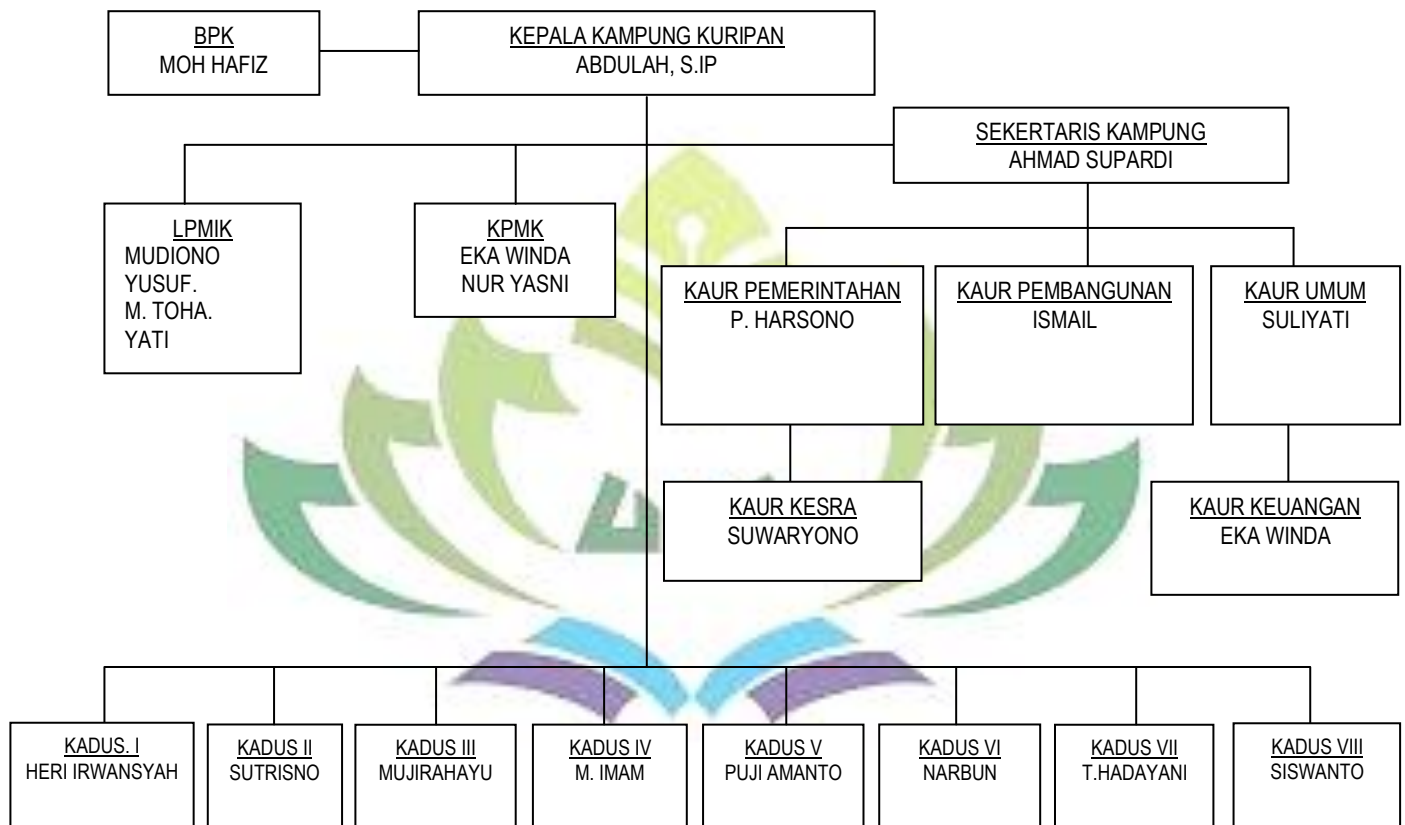 BPK
MOH HAFIZ
KEPALA KAMPUNG KURIPAN
ABDULAH, S.IP
SEKERTARIS KAMPUNG
AHMAD SUPARDI
LPMIK
MUDIONO
YUSUF.
M. TOHA.
YATI
KPMK
EKA WINDA
NUR YASNI
KAUR PEMERINTAHAN
P. HARSONO
KAUR PEMBANGUNAN
ISMAIL
KAUR UMUM
SULIYATI
KAUR KESRA
SUWARYONO
KAUR KEUANGAN
EKA WINDA
KADUS. I
HERI IRWANSYAH
KADUS II
SUTRISNO
KADUS III
MUJIRAHAYU
KADUS IV
M. IMAM
KADUS V
PUJI AMANTO
KADUS VI
NARBUN
KADUS VII
T.HADAYANI
KADUS VIII
SISWANTO